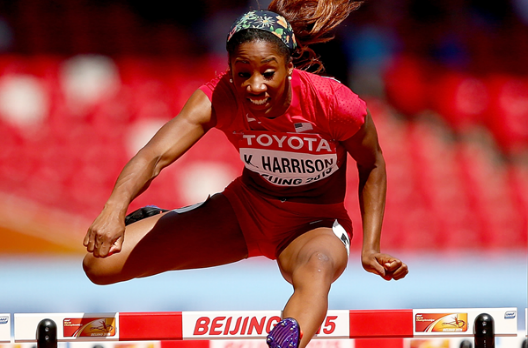 TOYOTA
K. HARRISON
BEIJING 2015
BEIJING 2015